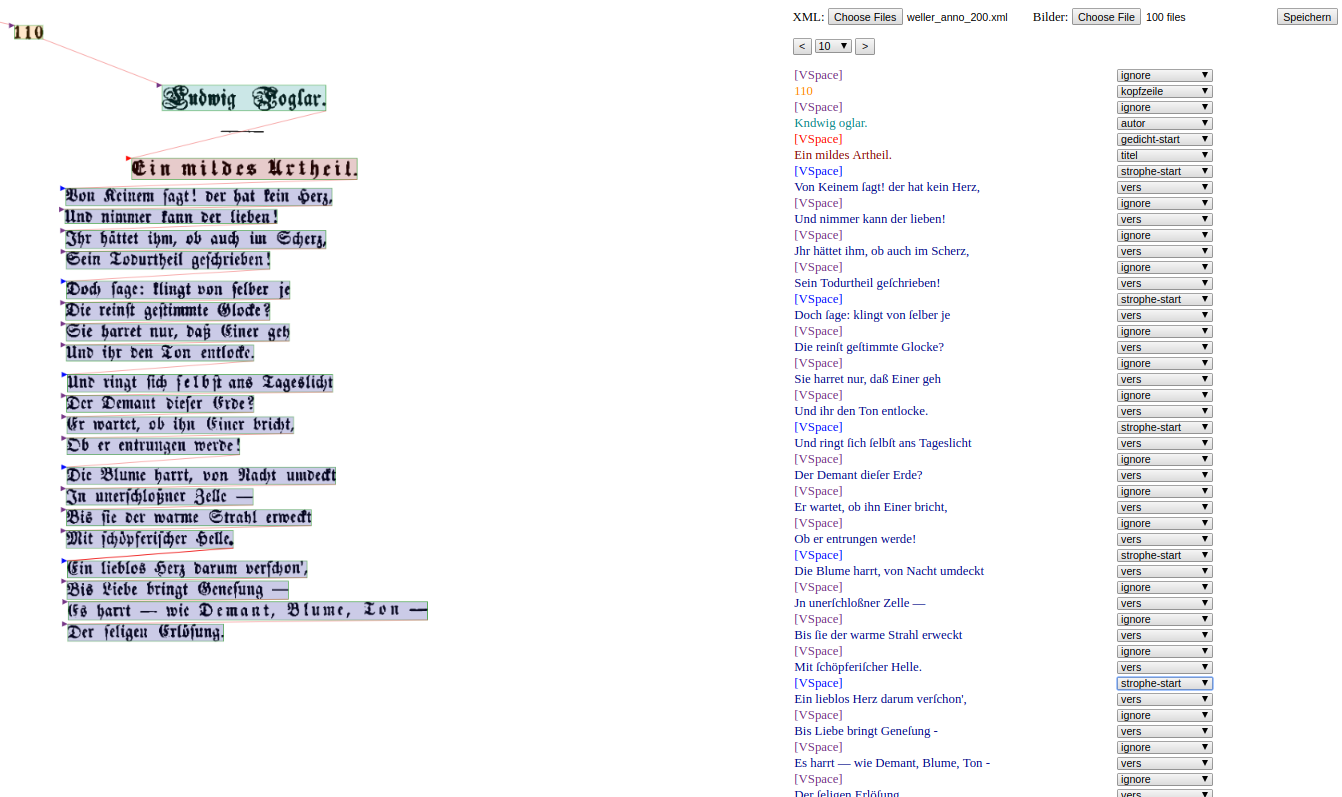 110
Ludwig Foglar.
Ein mildes Urtheil.
Von Keinem ſagt! der hat kein Herz,
Und nimmer kann der lieben!
Ihr hättet ihm, ob auch im Scherz,
Sein Todurtheil geſchrieben!
Doch ſage: klingt von ſelber je
Die reinſt geſtimmte Glocke?
Sie harret nur, daß Einer geh
Und ihr den Ton entlocke.
Und ringt ſich ſelbſt ans Tageslicht
Der Demant dieſer Erde?
Er wartet, ob ihn Einer bricht,
Ob er entrungen werde!
Die Blume harrt, von Nacht umdeckt
In unerſchloßner Zelle —
Bis ſie der warme Strahl erweckt
Mit ſchöpferiſcher Helle.
Ein lieblos Herz darum verſchon',
Bis Liebe bringt Geneſung —
Es harrt — wie Demant, Blume, Ton —
Der ſeligen Erlöſung.
XML: Choose Files weller_anno_200.xml Bilder: Choose File 100 files Speichern
< 10 ▼ >
[VSpace] ignore ▼
110 kopfzeile ▼
[VSpace] ignore ▼
Kndwig oglar. autor ▼
[VSpace] gedicht-start ▼
Ein mildes Artheil. titel ▼
[VSpace] strophe-start ▼
Von Keinem ſagt! der hat kein Herz, vers ▼
[VSpace] ignore ▼
Und nimmer kann der lieben! vers ▼
[VSpace] ignore ▼
Jhr hättet ihm, ob auch im Scherz, vers ▼
[VSpace] ignore ▼
Sein Todurtheil geſchrieben! vers ▼
[VSpace] strophe-start ▼
Doch ſage: klingt von ſelber je vers ▼
[VSpace] ignore ▼
Die reinſt geſtimmte Glocke? vers ▼
[VSpace] ignore ▼
Sie harret nur, daß Einer geh vers ▼
[VSpace] ignore ▼
Und ihr den Ton entlocke. vers ▼
[VSpace] strophe-start ▼
Und ringt ſich ſelbſt ans Tageslicht vers ▼
[VSpace] ignore ▼
Der Demant dieſer Erde? vers ▼
[VSpace] ignore ▼
Er wartet, ob ihn Einer bricht, vers ▼
[VSpace] ignore ▼
Ob er entrungen werde! vers ▼
[VSpace] strophe-start ▼
Die Blume harrt, von Nacht umdeckt vers ▼
[VSpace] ignore ▼
Jn unerſchloßner Zelle — vers ▼
[VSpace] ignore ▼
Bis ſie der warme Strahl erweckt vers ▼
[VSpace] ignore ▼
Mit ſchöpferiſcher Helle. vers ▼
[VSpace] strophe-start ▼
Ein lieblos Herz darum verſchon', vers ▼
[VSpace] ignore ▼
Bis Liebe bringt Geneſung - vers ▼
[VSpace] ignore ▼
Es harrt — wie Demant, Blume, Ton - vers ▼
[VSpace] ignore ▼
Der ſeligen Erlöſung. vers ▼